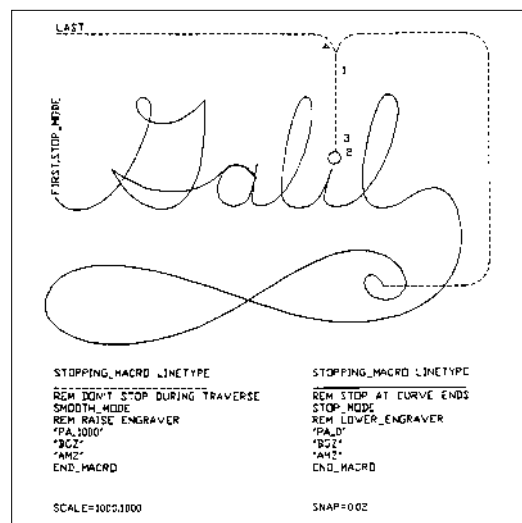 LAST
1
FIRST,STOP_MODE
3
2
Galil
STOPPING_MACRO LINETYPE
REM DON'T STOP DURING TRAVERSE
SMOOTH_MODE
REM RAISE ENGRAVER
"PA,1000"
"BGZ"
"AMZ"
END_MACRO
SCALE=1000,1000
STOPPING_MACRO LINETYPE
REM STOP AT CURVE ENDS
STOP_MODE
REM LOWER_ENGRAVER
"PA,0"
"BGZ"
"AMZ"
END_MACRO
SNAP=0.02